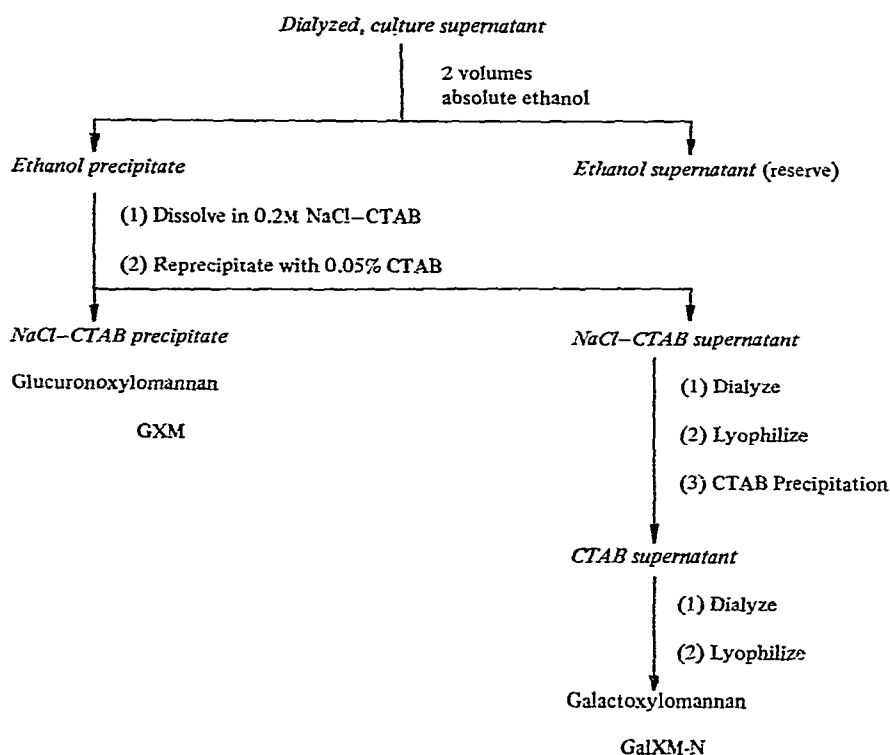 Dialyzed, culture supernatant
2 volumes
absolute ethanol
Ethanol precipitate
Ethanol supernatant (reserve)
(1) Dissolve in 0.2M NaCl–CTAB
(2) Reprecipitate with 0.05% CTAB
NaCl–CTAB precipitate
NaCl–CTAB supernatant
Glucuronoxylomannan
(1) Dialyze
GXM
(2) Lyophilize
(3) CTAB Precipitation
CTAB supernatant
(1) Dialyze
(2) Lyophilize
Galactoxylomannan
GalXM-N